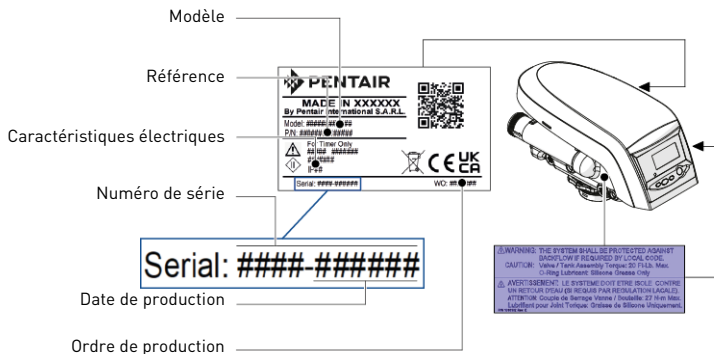 Modèle
Référence
Caractéristiques électriques
Numéro de série
Date de production
Ordre de production
PENTAIR
MADE IN XXXXXX
By Pentair International S.A.R.L.
Model: #####
P/N: ###### #####
For Timer Only
CE UK
CA
Serial: ####-######
WO:
Serial: ####-######
WARNING: THE SYSTEM SHALL BE PROTECTED AGAINST
BACKFLOW IF REQUIRED BY LOCAL CODE.
CAUTION: Valve / Tank Assembly Torque: 20 Ft-Lb. Max.
O-Ring Lubricant: Silicone Grease Only
AVERTISSEMENT: LE SYSTEME DOIT ETRE ISOLE CONTRE
UN RETOUR D'EAU (SI REQUIS PAR REGULATION LACALE).
ATTENTION: Couple de Serrage Vanne / Bouteille: 27 N-m Max.
Lubrifiant pour Joint Torique: Graisse de Silicone Uniquement.